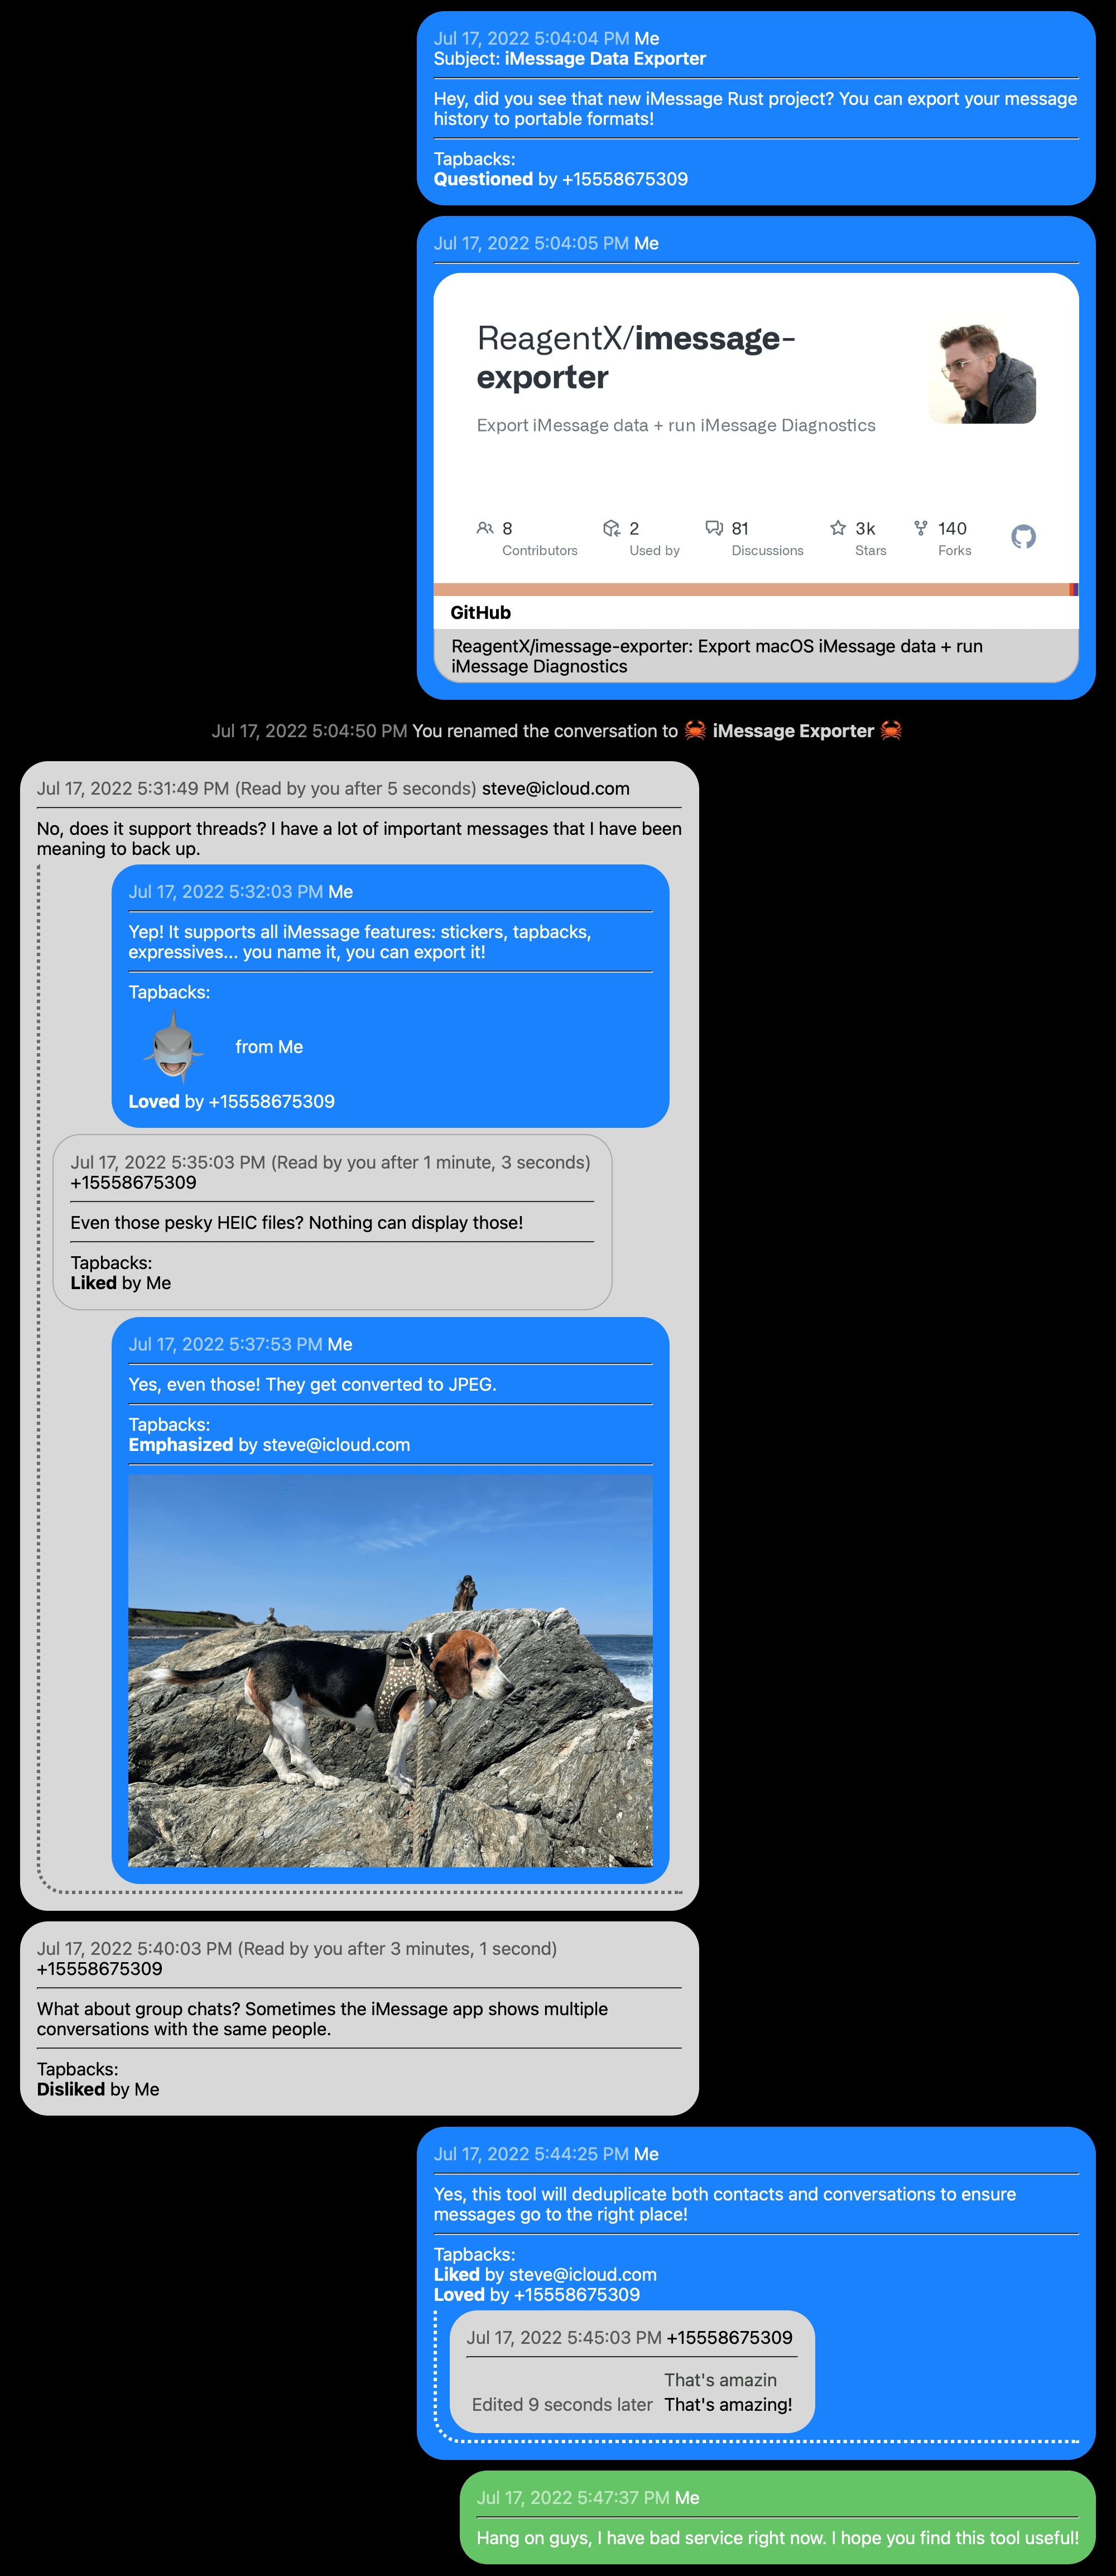 Jul 17, 2022 5:04:04 PM Me
Subject: iMessage Data Exporter
Hey, did you see that new iMessage Rust project? You can export your message
history to portable formats!
Tapbacks:
Questioned by +15558675309
Jul 17, 2022 5:04:05 PM Me
ReagentX/imessage-
exporter
Export iMessage data + run iMessage Diagnostics
8
Contributors
2
Used by
81
Discussions
3k
Stars
140
Forks
GitHub
ReagentX/imessage-exporter: Export macOS iMessage data + run
iMessage Diagnostics
Jul 17, 2022 5:04:50 PM You renamed the conversation to 🦀 iMessage Exporter 🦀
Jul 17, 2022 5:31:49 PM (Read by you after 5 seconds) steve@icloud.com
No, does it support threads? I have a lot of important messages that I have been
meaning to back up.
Jul 17, 2022 5:32:03 PM Me
Yep! It supports all iMessage features: stickers, tapbacks,
expressives... you name it, you can export it!
Tapbacks:
from Me
Loved by +15558675309
Jul 17, 2022 5:35:03 PM (Read by you after 1 minute, 3 seconds)
+15558675309
Even those pesky HEIC files? Nothing can display those!
Tapbacks:
Liked by Me
Jul 17, 2022 5:37:53 PM Me
Yes, even those! They get converted to JPEG.
Tapbacks:
Emphasized by steve@icloud.com
Jul 17, 2022 5:40:03 PM (Read by you after 3 minutes, 1 second)
+15558675309
What about group chats? Sometimes the iMessage app shows multiple
conversations with the same people.
Tapbacks:
Disliked by Me
Jul 17, 2022 5:44:25 PM Me
Yes, this tool will deduplicate both contacts and conversations to ensure
messages go to the right place!
Tapbacks:
Liked by steve@icloud.com
Loved by +15558675309
Jul 17, 2022 5:45:03 PM +15558675309
That's amazin
Edited 9 seconds later That's amazing!
Jul 17, 2022 5:47:37 PM Me
Hang on guys, I have bad service right now. I hope you find this tool useful!